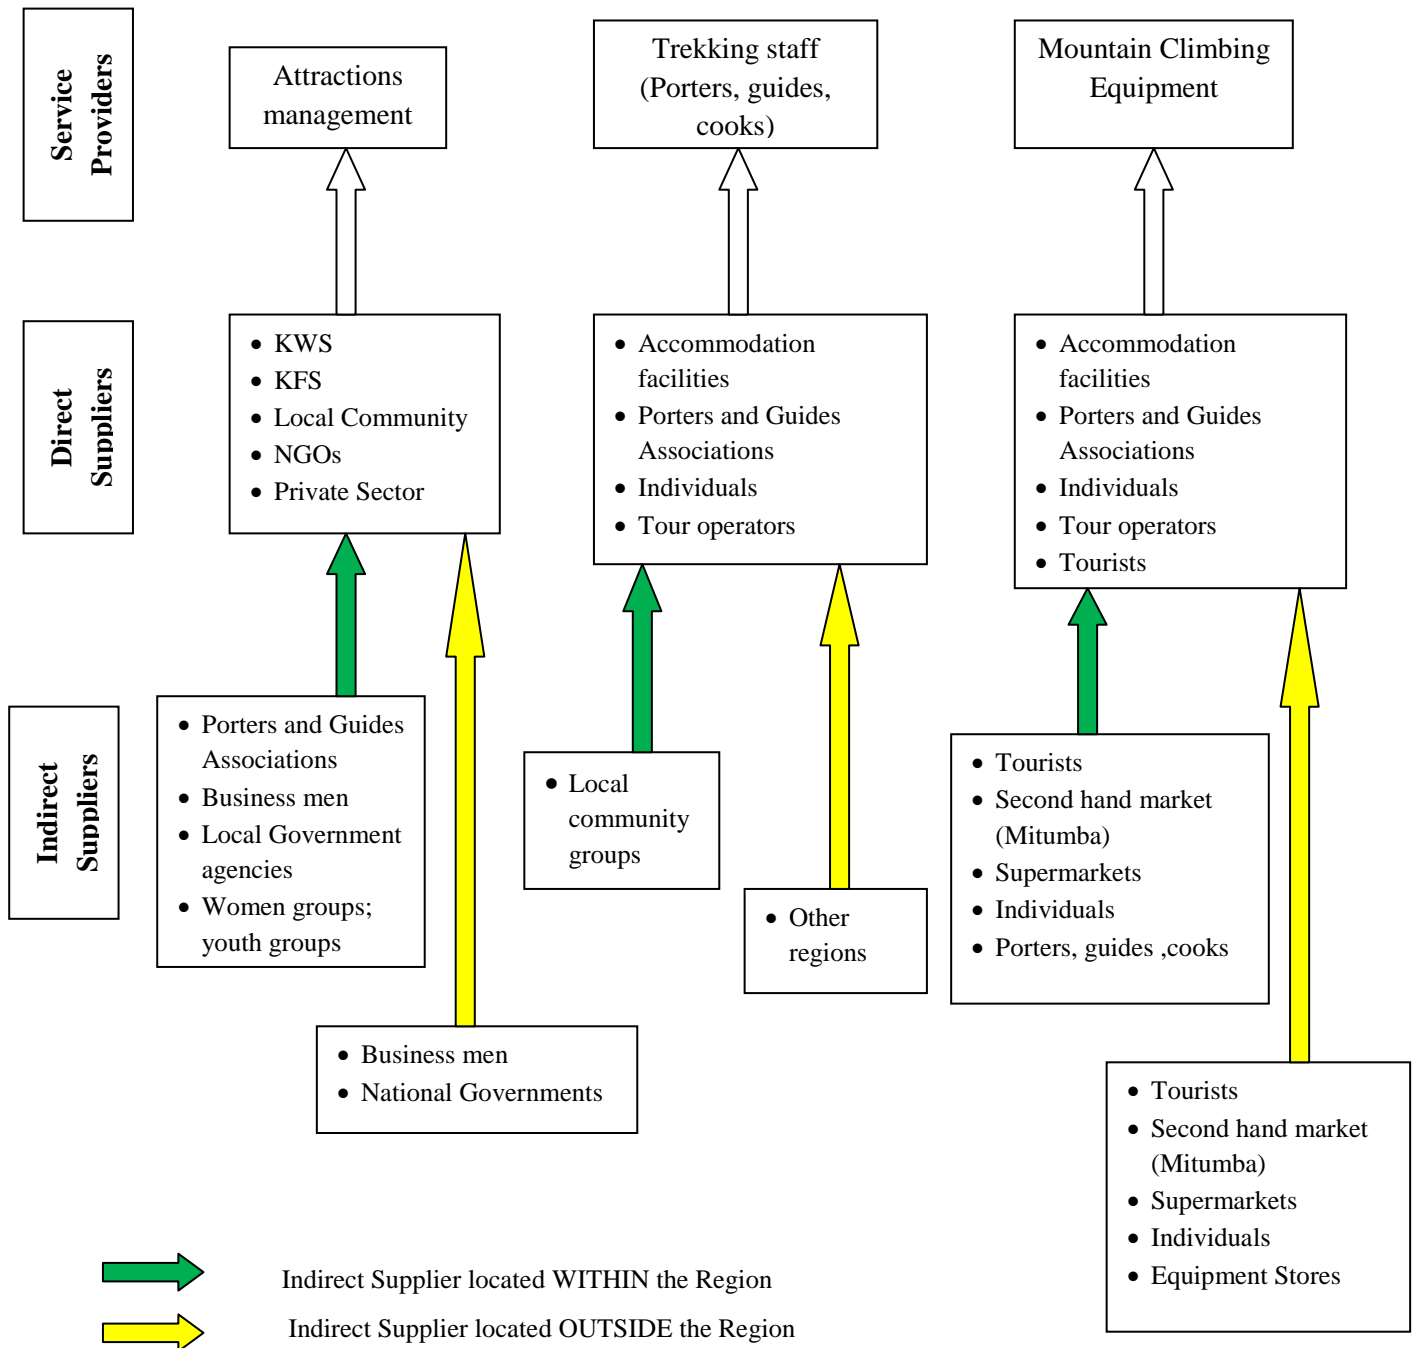 Service
Providers
Attractions
management
Trekking staff
(Porters, guides,
cooks)
Mountain Climbing
Equipment
Direct
Suppliers
• KWS
• KFS
• Local Community
• NGOs
• Private Sector
• Accommodation
facilities
• Porters and Guides
Associations
• Individuals
• Tour operators
• Accommodation
facilities
• Porters and Guides
Associations
• Individuals
• Tour operators
• Tourists
Indirect
Suppliers
• Porters and Guides
Associations
• Business men
• Local Government
agencies
• Women groups;
youth groups
• Business men
• National Governments
• Local
community
groups
• Other
regions
• Tourists
• Second hand market
(Mitumba)
• Supermarkets
• Individuals
• Porters, guides ,cooks
• Tourists
• Second hand market
(Mitumba)
• Supermarkets
• Individuals
• Equipment Stores
Indirect Supplier located WITHIN the Region
Indirect Supplier located OUTSIDE the Region